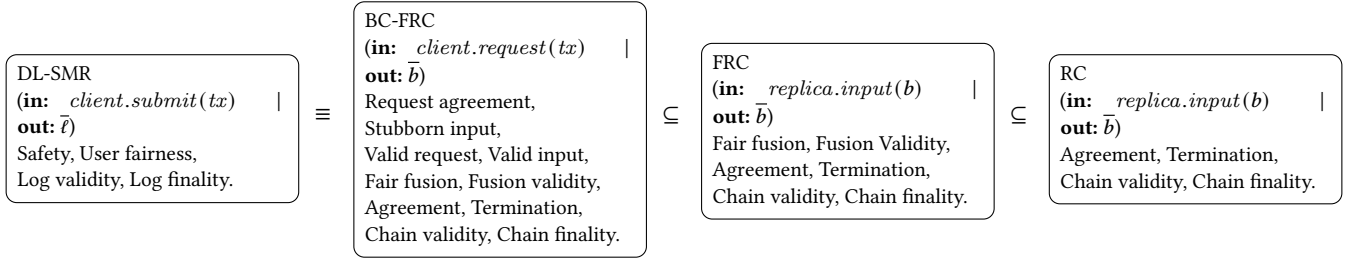 DL-SMR
(in: client.submit(tx) |
out: ℓ̅)
Safety, User fairness,
Log validity, Log finality.
≡
BC-FRC
(in: client.request(tx) |
out: b̅)
Request agreement,
Stubborn input,
Valid request, Valid input,
Fair fusion, Fusion validity,
Agreement, Termination,
Chain validity, Chain finality.
⊆
FRC
(in: replica.input(b) |
out: b̅)
Fair fusion, Fusion Validity,
Agreement, Termination,
Chain validity, Chain finality.
⊆
RC
(in: replica.input(b) |
out: b̅)
Agreement, Termination,
Chain validity, Chain finality.